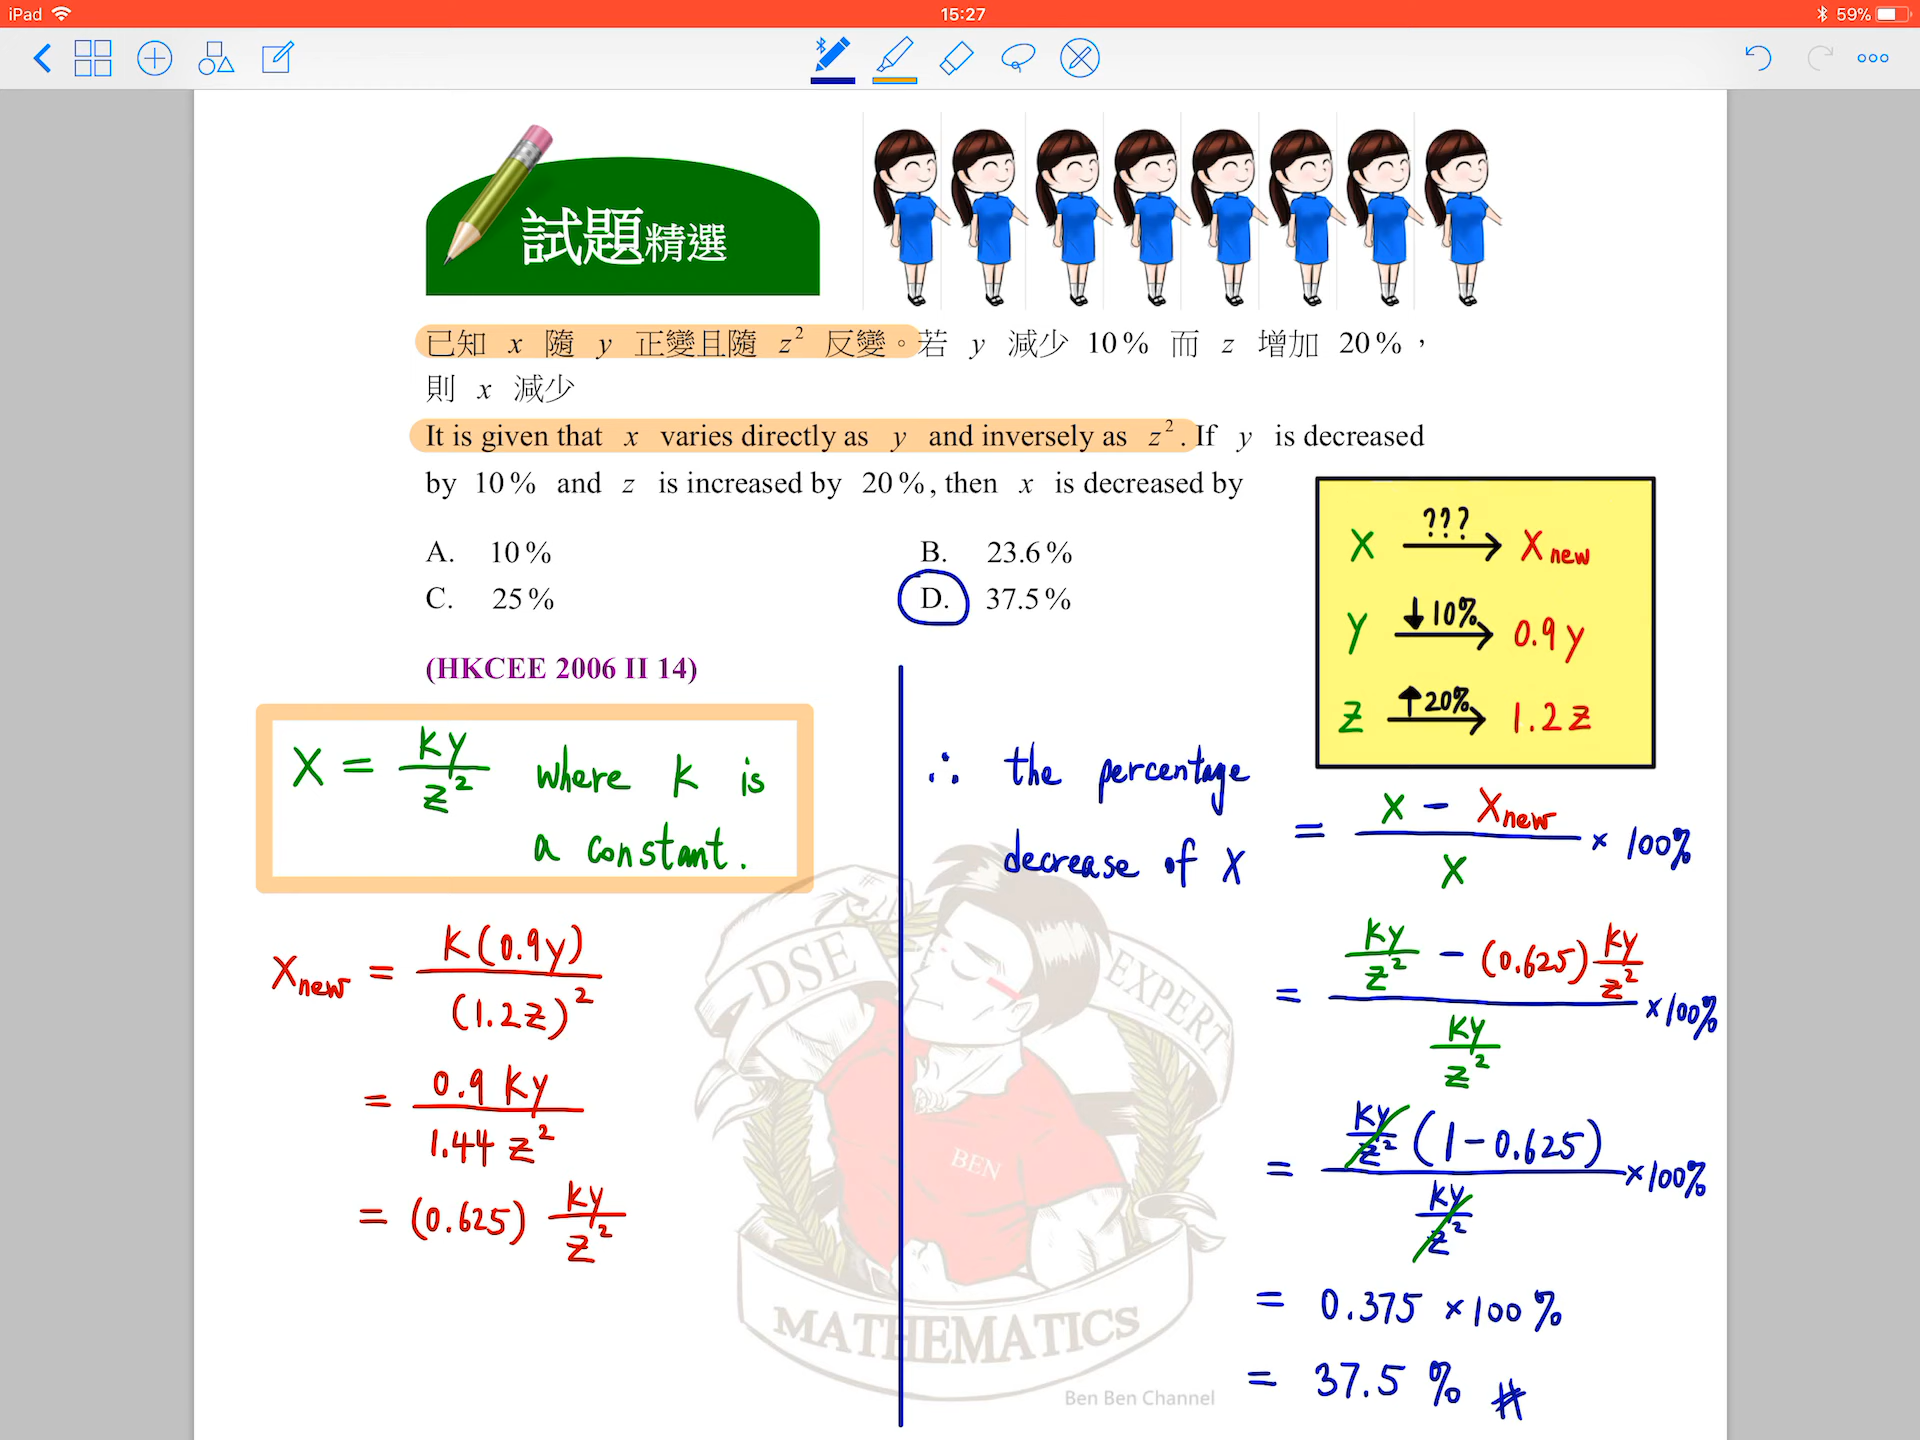 iPad
15:27
59%
試題精選
已知 x 隨 y 正變且隨 z² 反變。若 y 減少 10% 而 z 增加 20%，
則 x 減少
It is given that x varies directly as y and inversely as z². If y is decreased
by 10% and z is increased by 20%, then x is decreased by
A. 10%
B. 23.6%
C. 25%
D. 37.5%
(HKCEE 2006 II 14)
X ??? → X new
Y ↓10% → 0.9y
Z ↑20% → 1.2z
X = ky/z² where k is
a constant.
Xnew = k(0.9y)/(1.2z)²
= 0.9ky/1.44z²
= (0.625) ky/z²
∴ the percentage
decrease of X
= (X - Xnew)/X × 100%
= (ky/z² - (0.625)ky/z²)/(ky/z²) ×100%
= (ky/z² (1-0.625))/(ky/z²) ×100%
= 0.375 ×100%
= 37.5% #
DSE EXPERT
BEN
MATHEMATICS
Ben Ben Channel